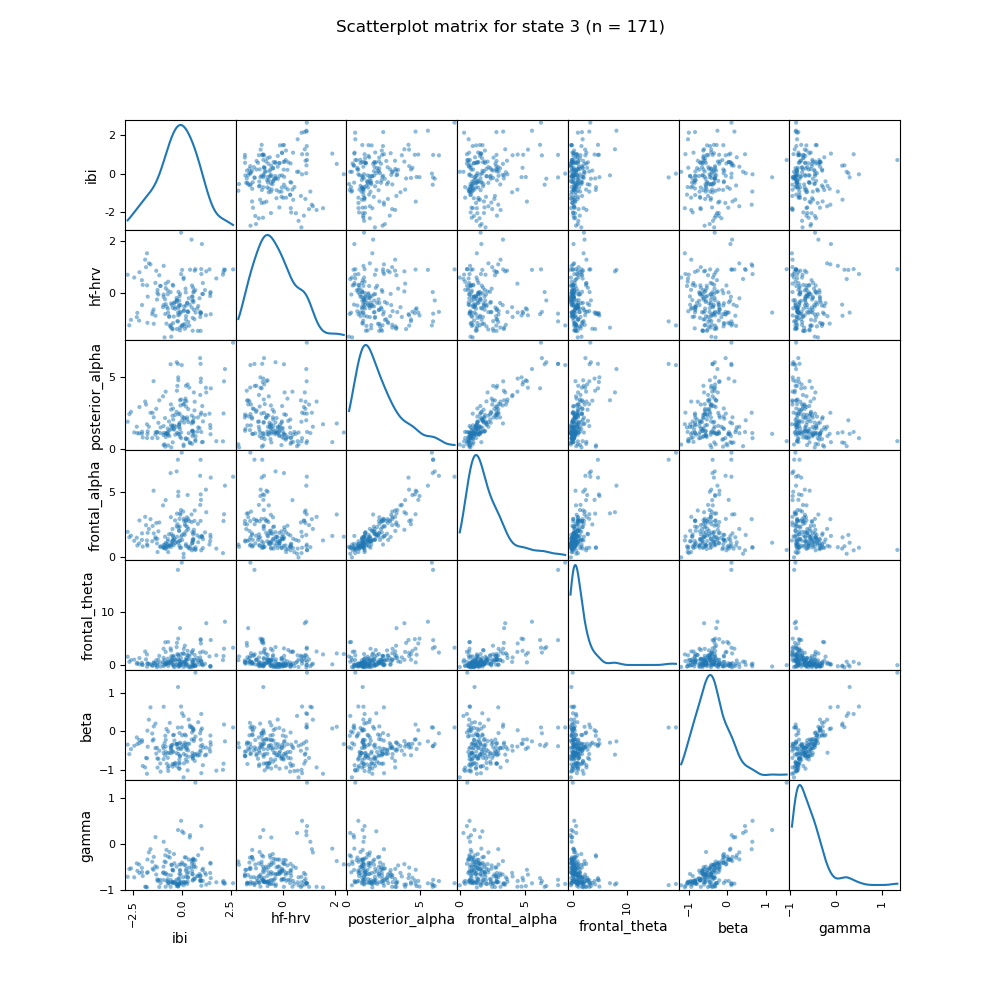 Scatterplot matrix for state 3 (n = 171)
ibi
2
0
−2
hf-hrv
2
0
posterior_alpha
5
0
frontal_alpha
5
0
frontal_theta
10
0
beta
1
0
−1
gamma
1
0
−1
−2.5
0.0
2.5
0
2
0
5
0
5
0
10
−1
0
1
−1
0
1
ibi
hf-hrv
posterior_alpha
frontal_alpha
frontal_theta
beta
gamma